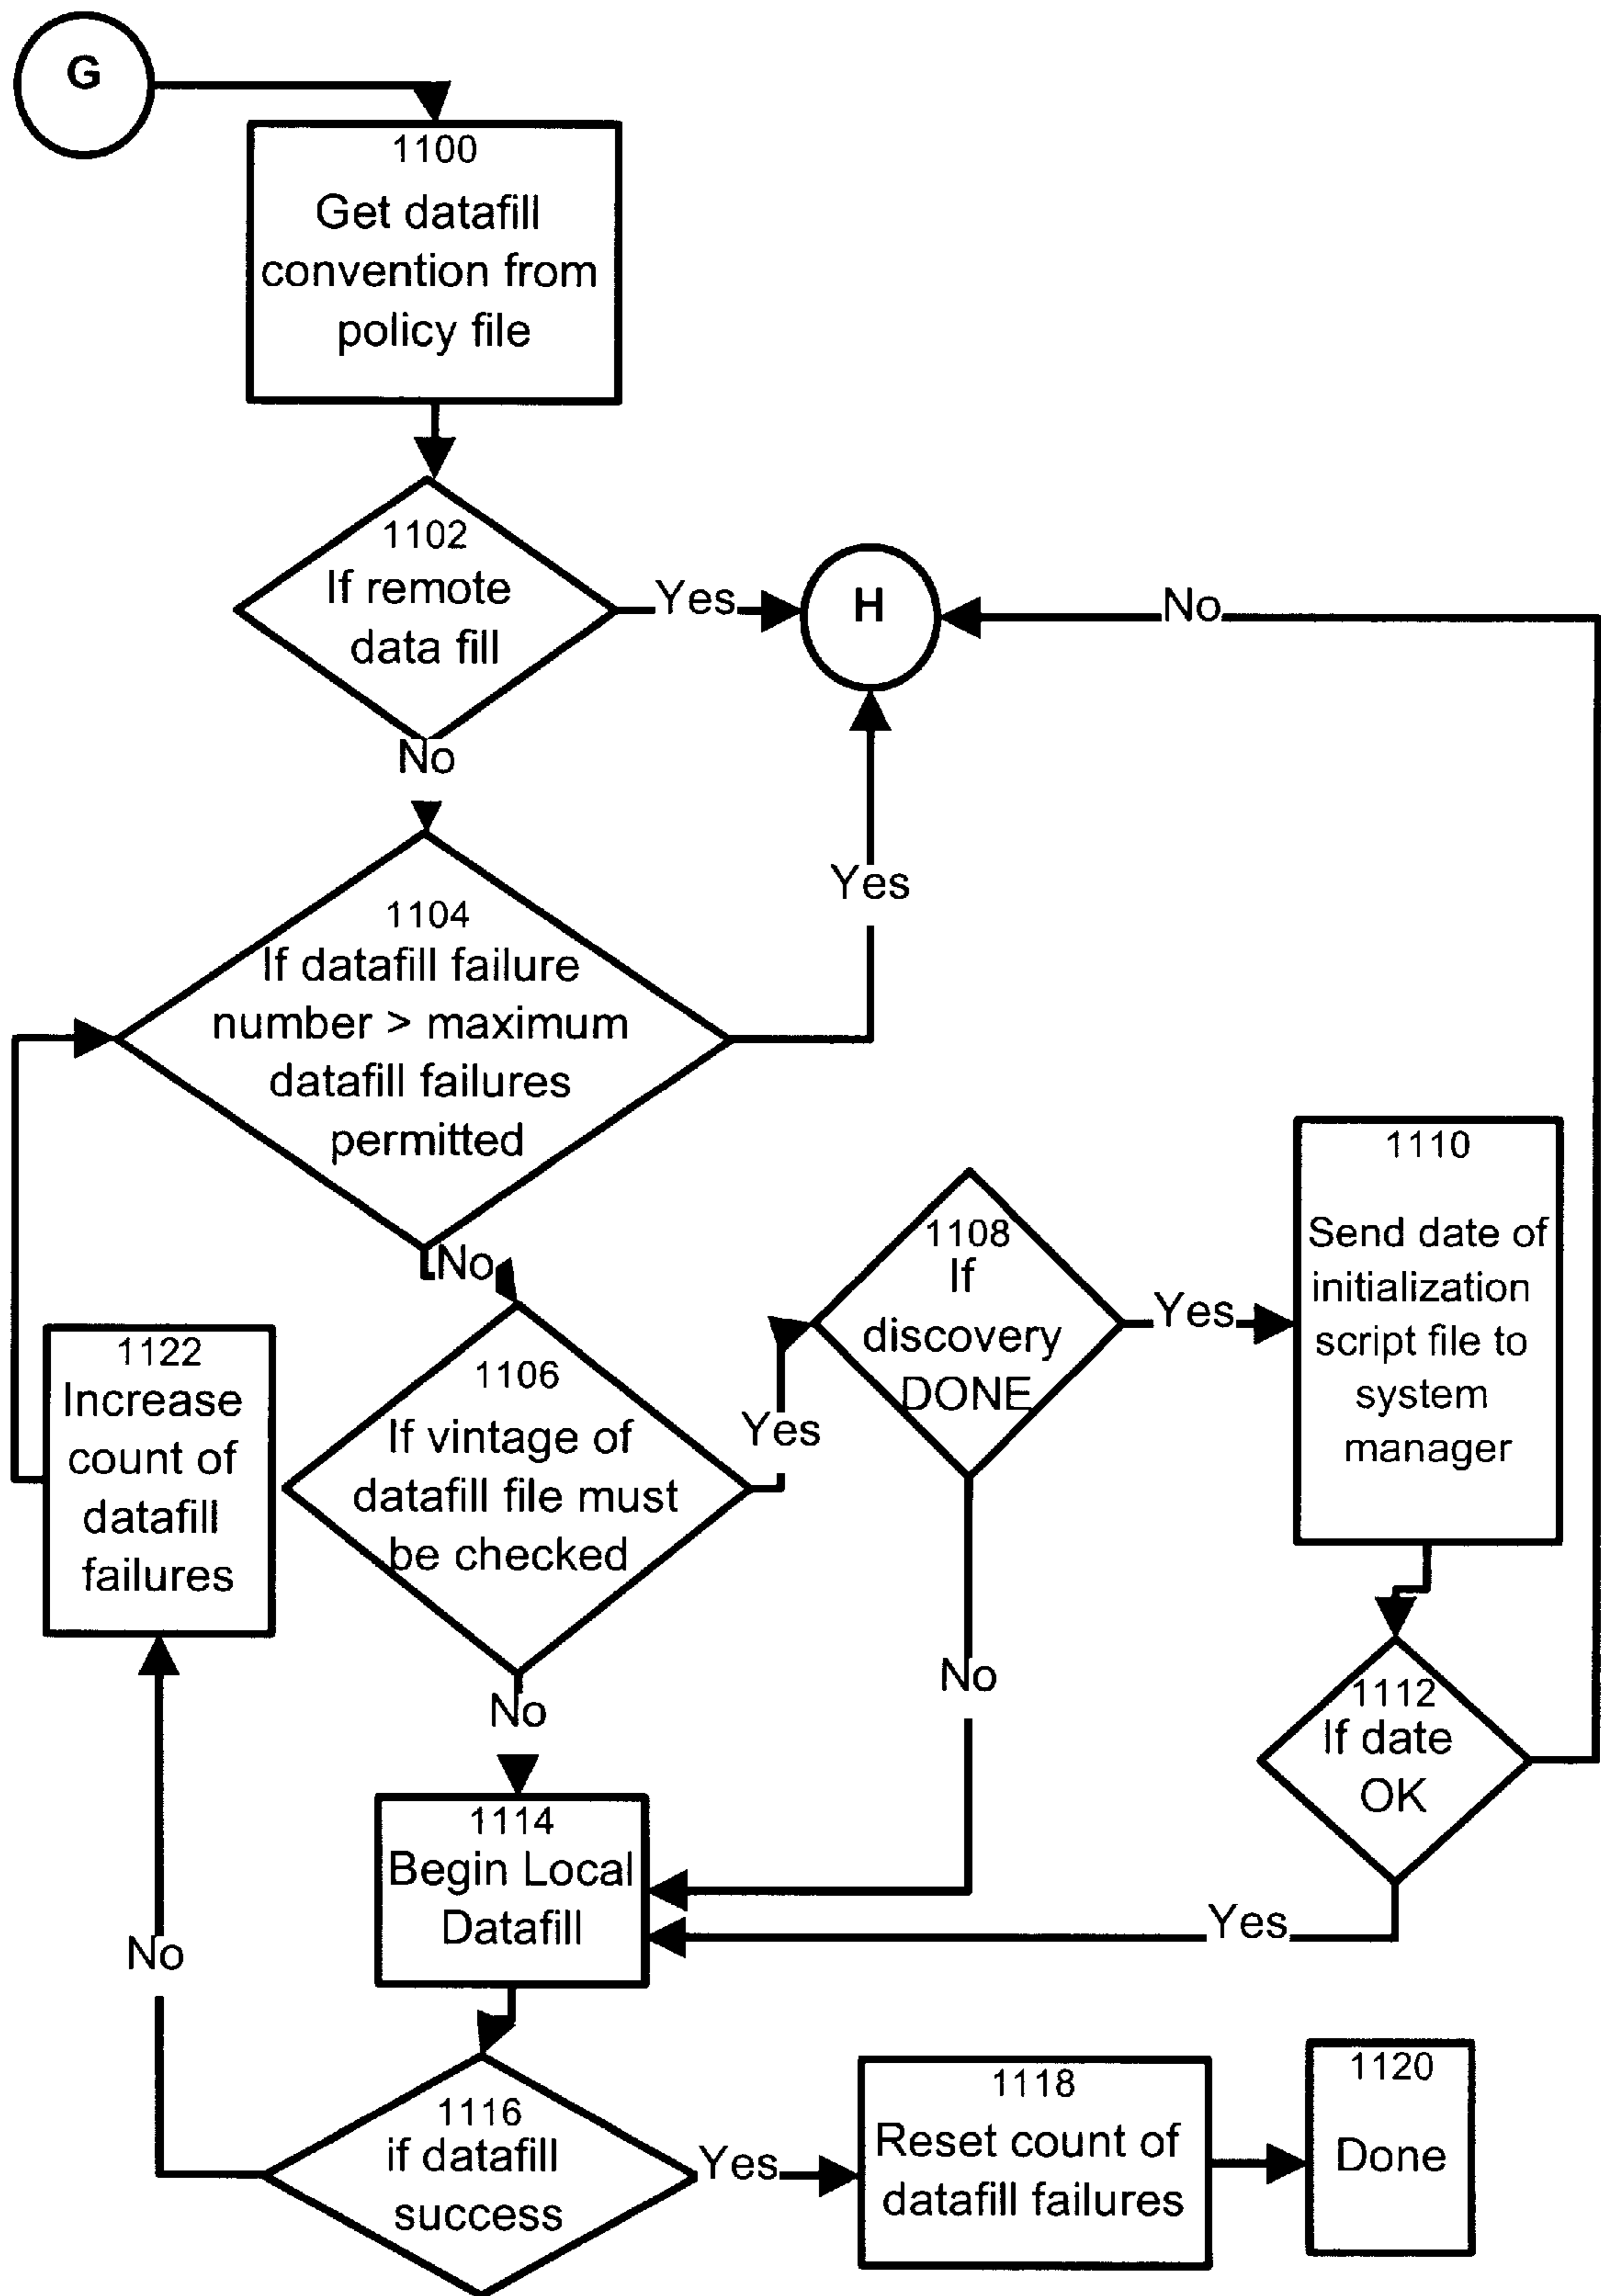 G
1100
Get datafill
convention from
policy file
1102
If remote
data fill
Yes
H
No
No
1104
If datafill failure
number > maximum
datafill failures
permitted
Yes
No
1106
If vintage of
datafill file must
be checked
Yes
1108
If
discovery
DONE
Yes
1110
Send date of
initialization
script file to
system
manager
1122
Increase
count of
datafill
failures
No
No
1112
If date
OK
Yes
1114
Begin Local
Datafill
No
1116
if datafill
success
Yes
1118
Reset count of
datafill failures
1120
Done